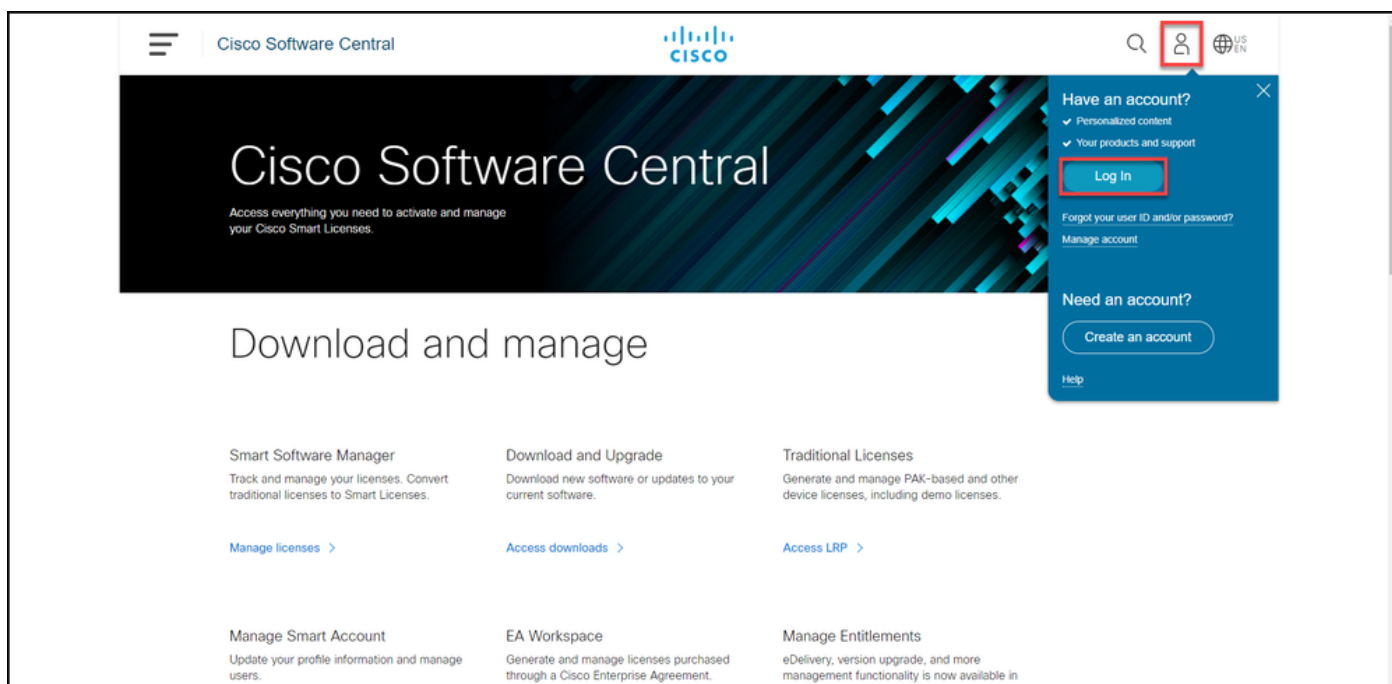 Cisco Software Central
CISCO
US
EN
Cisco Software Central
Access everything you need to activate and manage
your Cisco Smart Licenses.
Have an account?
Personalized content
Your products and support
Log In
Forgot your user ID and/or password?
Manage account
Need an account?
Create an account
Help
Download and manage
Smart Software Manager
Track and manage your licenses. Convert
traditional licenses to Smart Licenses.
Manage licenses
Download and Upgrade
Download new software or updates to your
current software.
Access downloads
Traditional Licenses
Generate and manage PAK-based and other
device licenses, including demo licenses.
Access LRP
Manage Smart Account
Update your profile information and manage
users.
EA Workspace
Generate and manage licenses purchased
through a Cisco Enterprise Agreement.
Manage Entitlements
eDelivery, version upgrade, and more
management functionality is now available in